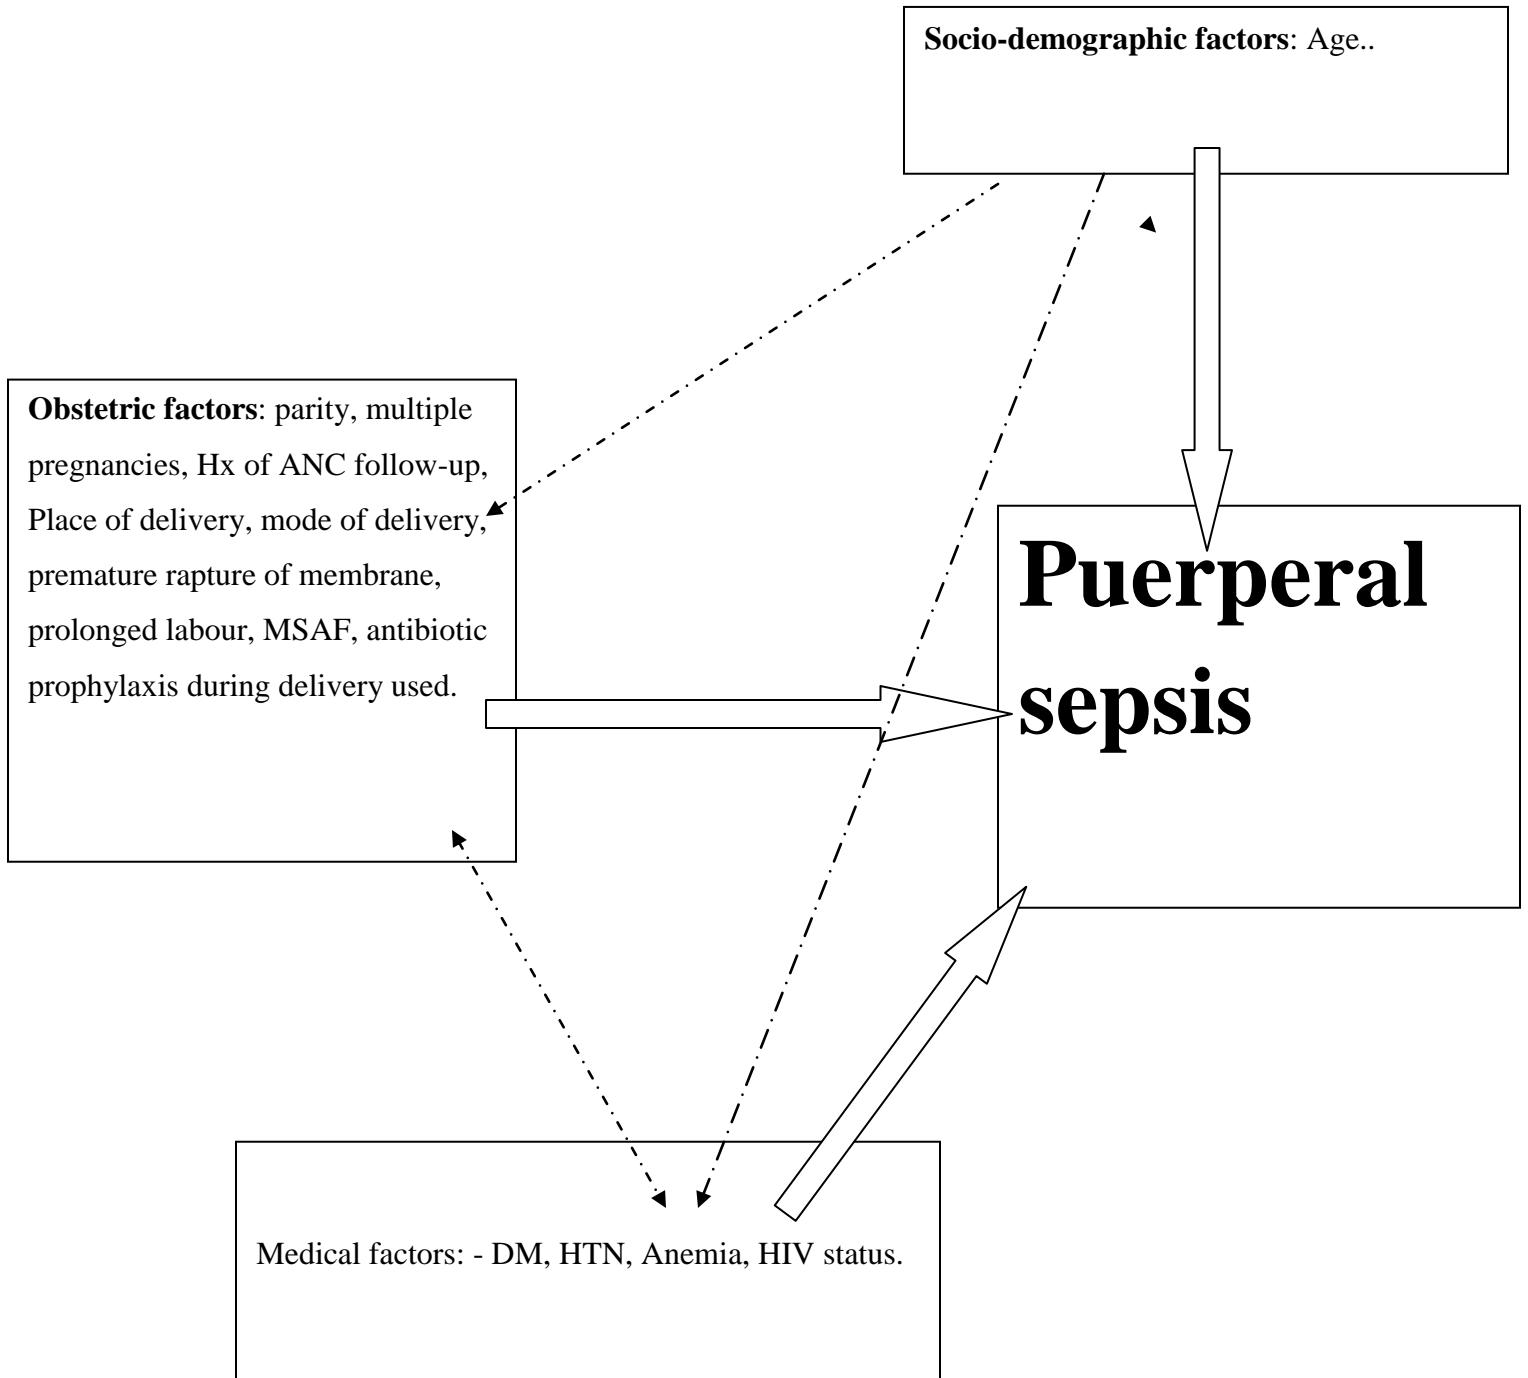 Socio-demographic factors: Age..
Obstetric factors: parity, multiple
pregnancies, Hx of ANC follow-up,
Place of delivery, mode of delivery,
premature rapture of membrane,
prolonged labour, MSAF, antibiotic
prophylaxis during delivery used.
Puerperal
sepsis
Medical factors: - DM, HTN, Anemia, HIV status.